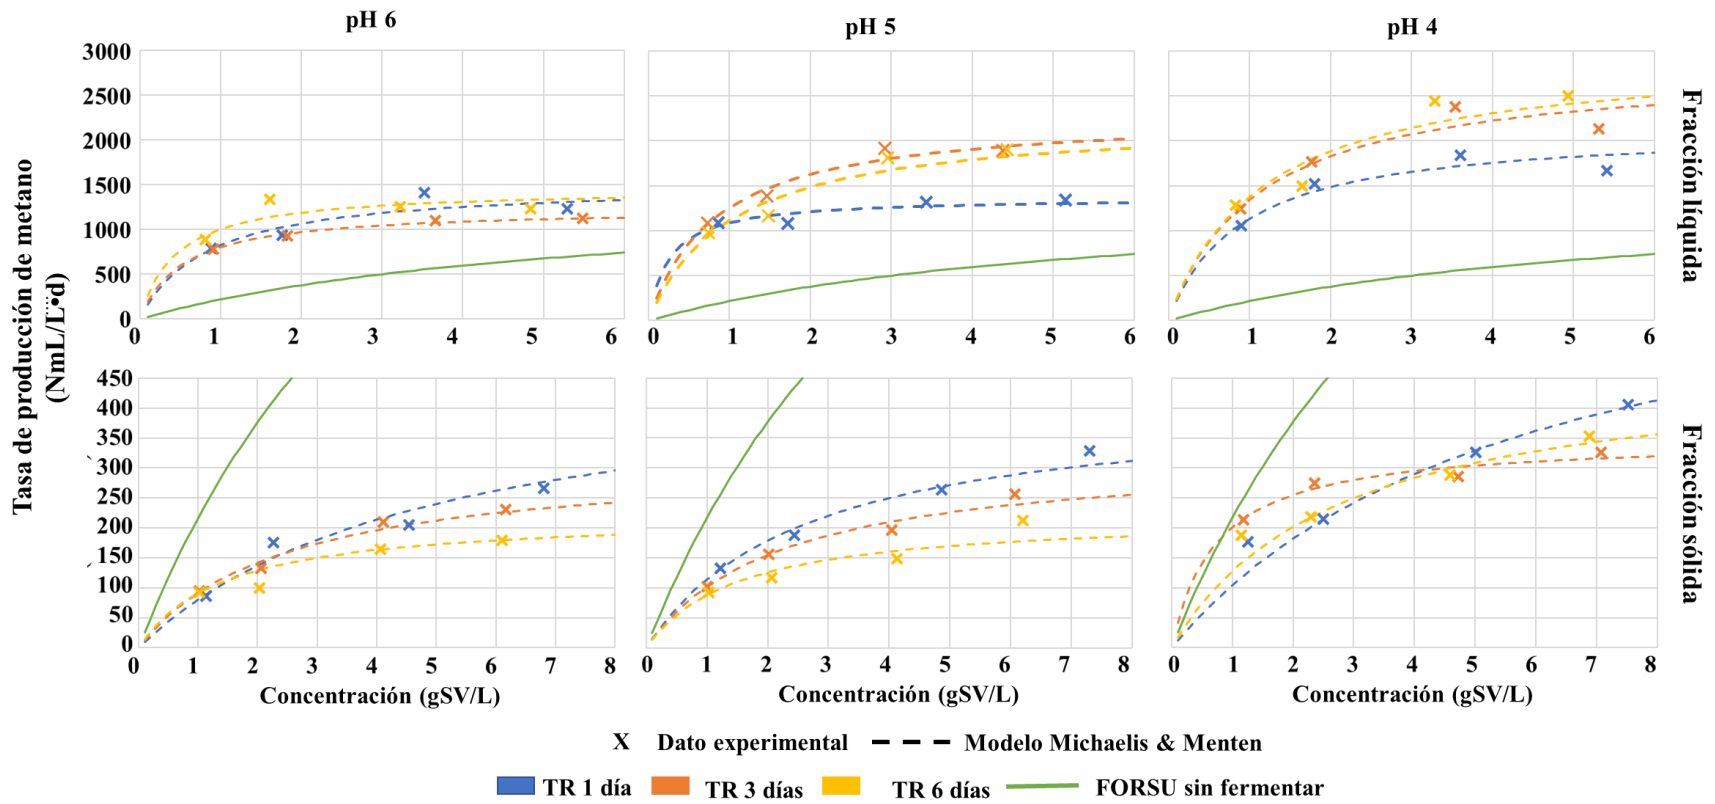 pH 6
pH 5
pH 4
Tasa de producción de metano
(NmL/L•d)
3000
2500
2000
1500
1000
500
0
0 1 2 3 4 5 6
0 1 2 3 4 5 6
0 1 2 3 4 5 6
Fracción líquida
450
400
350
300
250
200
150
100
50
0
0 1 2 3 4 5 6 7 8
0 1 2 3 4 5 6 7 8
0 1 2 3 4 5 6 7 8
Fracción sólida
Concentración (gSV/L)
Concentración (gSV/L)
Concentración (gSV/L)
X Dato experimental
Modelo Michaelis & Menten
TR 1 día
TR 3 días
TR 6 días
FORSU sin fermentar